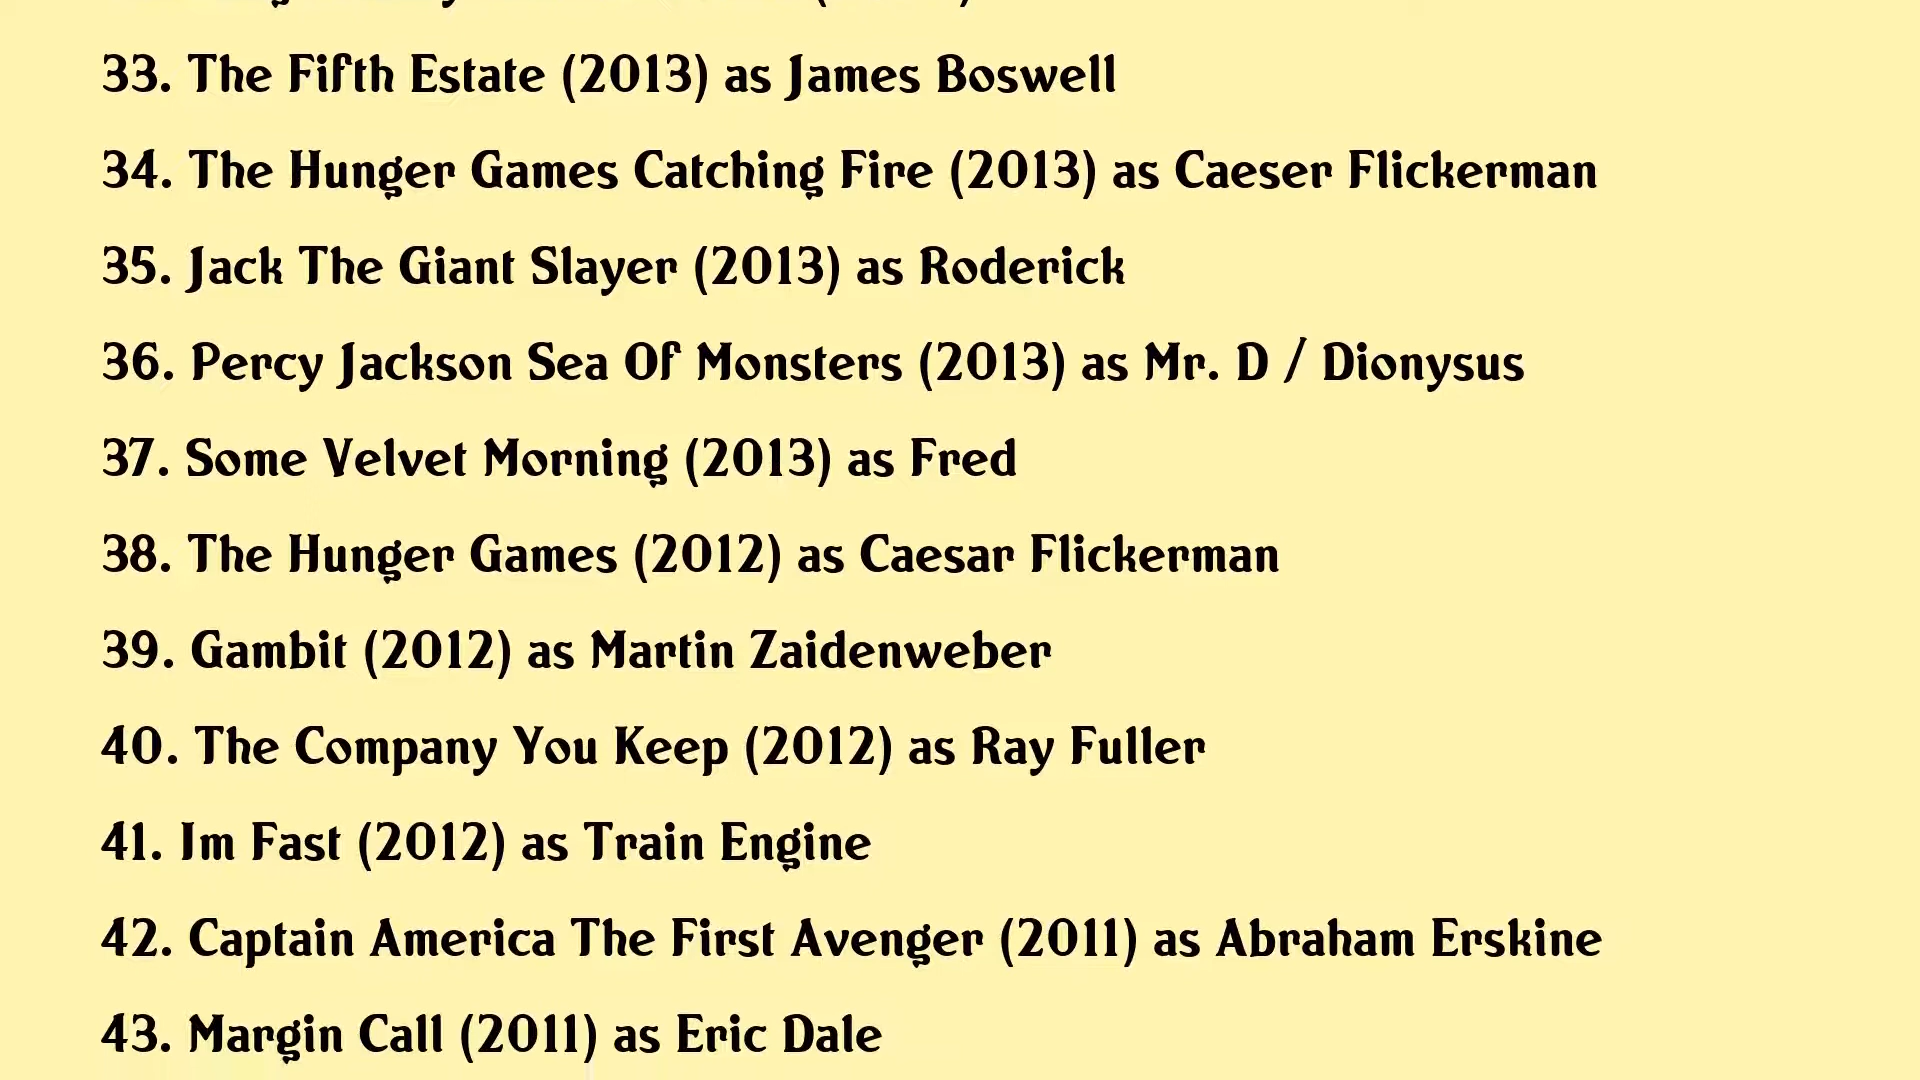 33. The Fifth Estate (2013) as James Boswell
34. The Hunger Games Catching Fire (2013) as Caeser Flickerman
35. Jack The Giant Slayer (2013) as Roderick
36. Percy Jackson Sea Of Monsters (2013) as Mr. D / Dionysus
37. Some Velvet Morning (2013) as Fred
38. The Hunger Games (2012) as Caesar Flickerman
39. Gambit (2012) as Martin Zaidenweber
40. The Company You Keep (2012) as Ray Fuller
41. Im Fast (2012) as Train Engine
42. Captain America The First Avenger (2011) as Abraham Erskine
43. Margin Call (2011) as Eric Dale